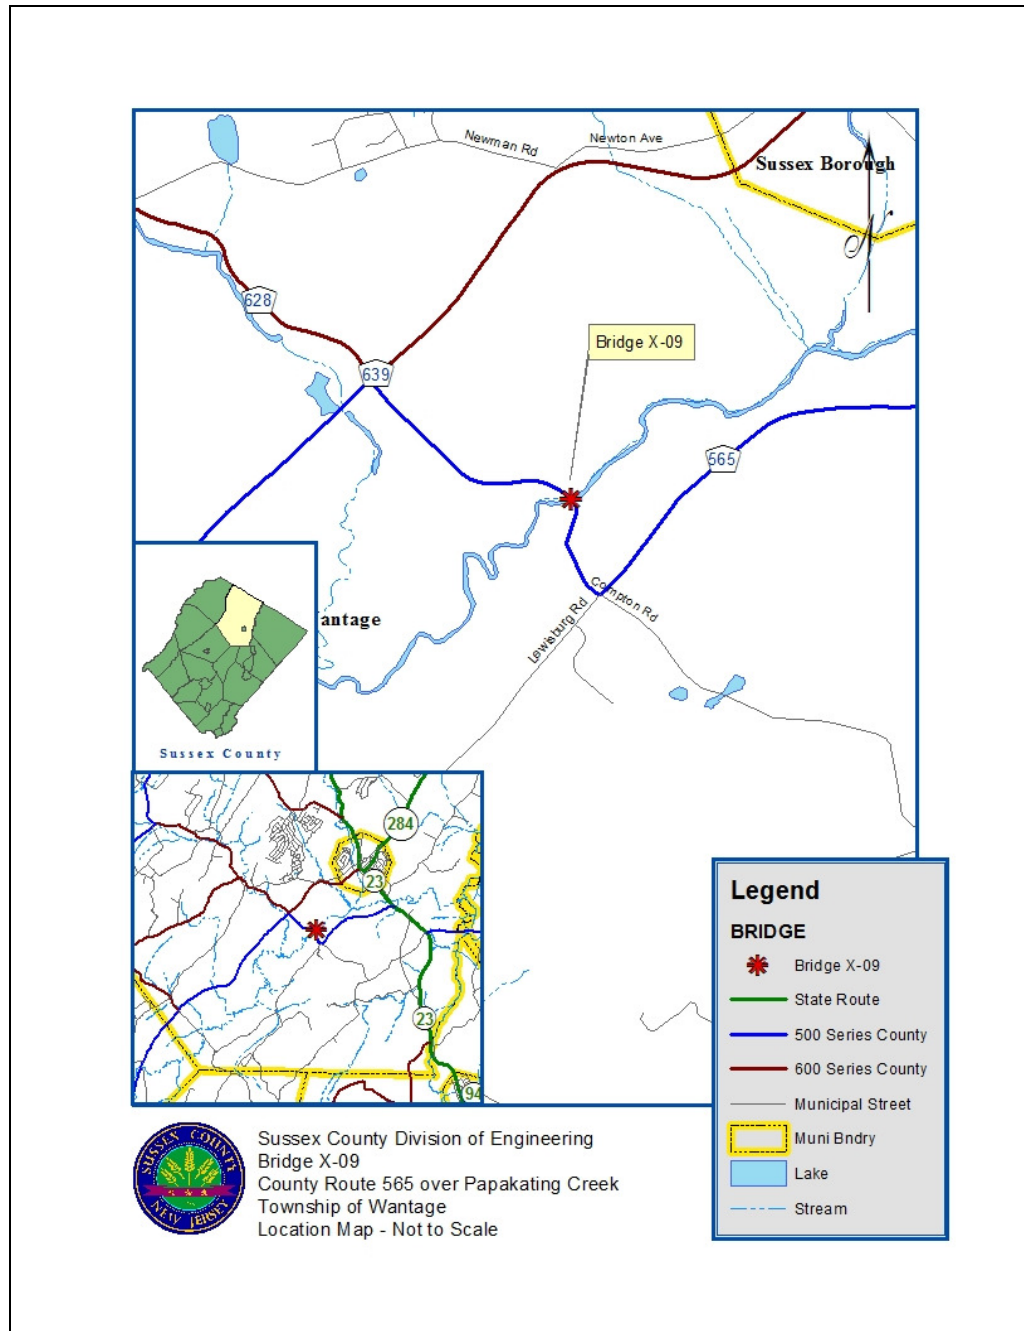 Newman Rd
Newton Ave
Sussex Borough
N
628
639
Bridge X-09
565
Compton Rd
Lewisburg Rd
antage
Sussex County
284
23
23
94
Legend
BRIDGE
Bridge X-09
State Route
500 Series County
600 Series County
Municipal Street
Muni Bndry
Lake
Stream
SUSSEX COUNTY
NEW JERSEY
Sussex County Division of Engineering
Bridge X-09
County Route 565 over Papakating Creek
Township of Wantage
Location Map - Not to Scale